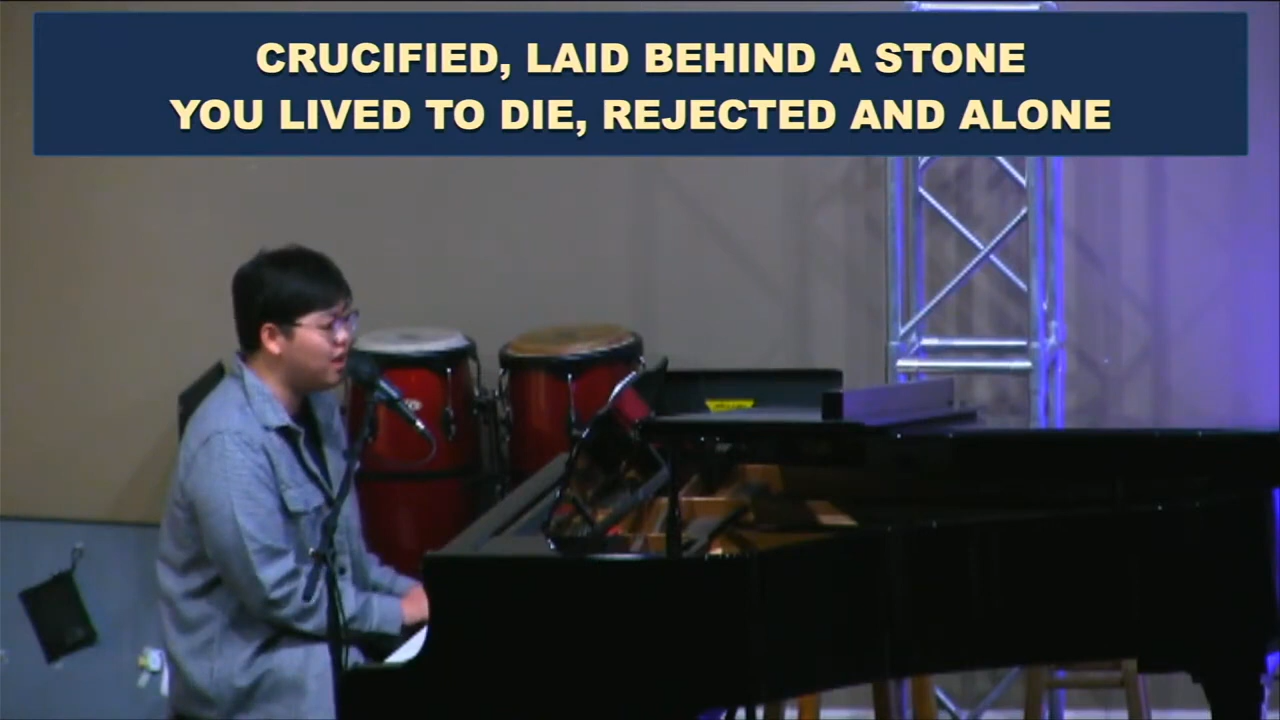 CRUCIFIED, LAID BEHIND A STONE
YOU LIVED TO DIE, REJECTED AND ALONE